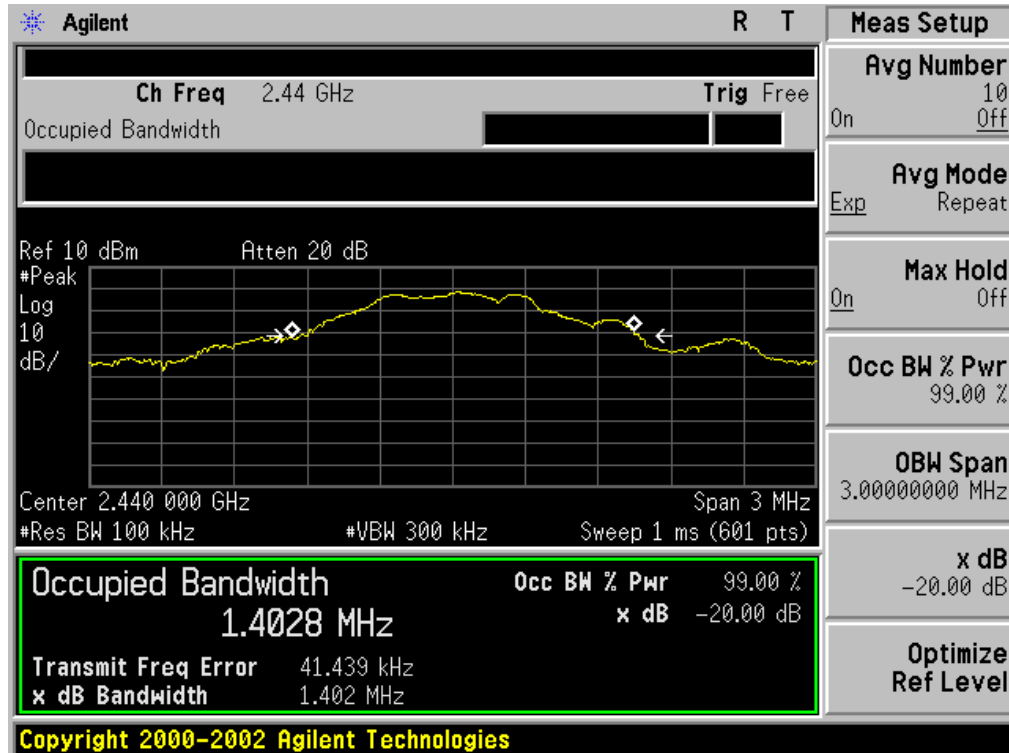 Agilent R T Meas Setup
Avg Number
10
On Off
Ch Freq 2.44 GHz Trig Free
Occupied Bandwidth
Avg Mode
Exp Repeat
Ref 10 dBm Atten 20 dB
#Peak
Log
10
dB/
Max Hold
On Off
Occ BW % Pwr
99.00 %
OBW Span
3.00000000 MHz
Center 2.440 000 GHz Span 3 MHz
#Res BW 100 kHz #VBW 300 kHz Sweep 1 ms (601 pts)
Occupied Bandwidth Occ BW % Pwr 99.00 %
1.4028 MHz x dB -20.00 dB
x dB
-20.00 dB
Transmit Freq Error 41.439 kHz
x dB Bandwidth 1.402 MHz
Optimize
Ref Level
Copyright 2000-2002 Agilent Technologies